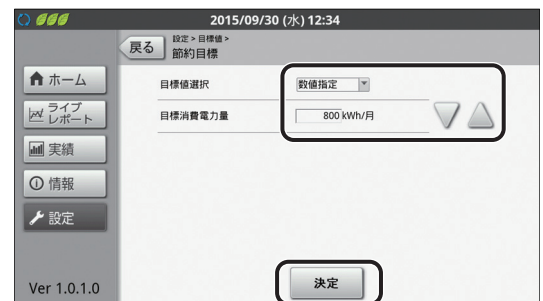 2015/09/30 (水) 12:34
戻る
設定 > 目標値 >
節約目標
ホーム
ライブ
レポート
実績
情報
設定
Ver 1.0.1.0
目標値選択
数値指定
目標消費電力量
800 kWh/月
決定